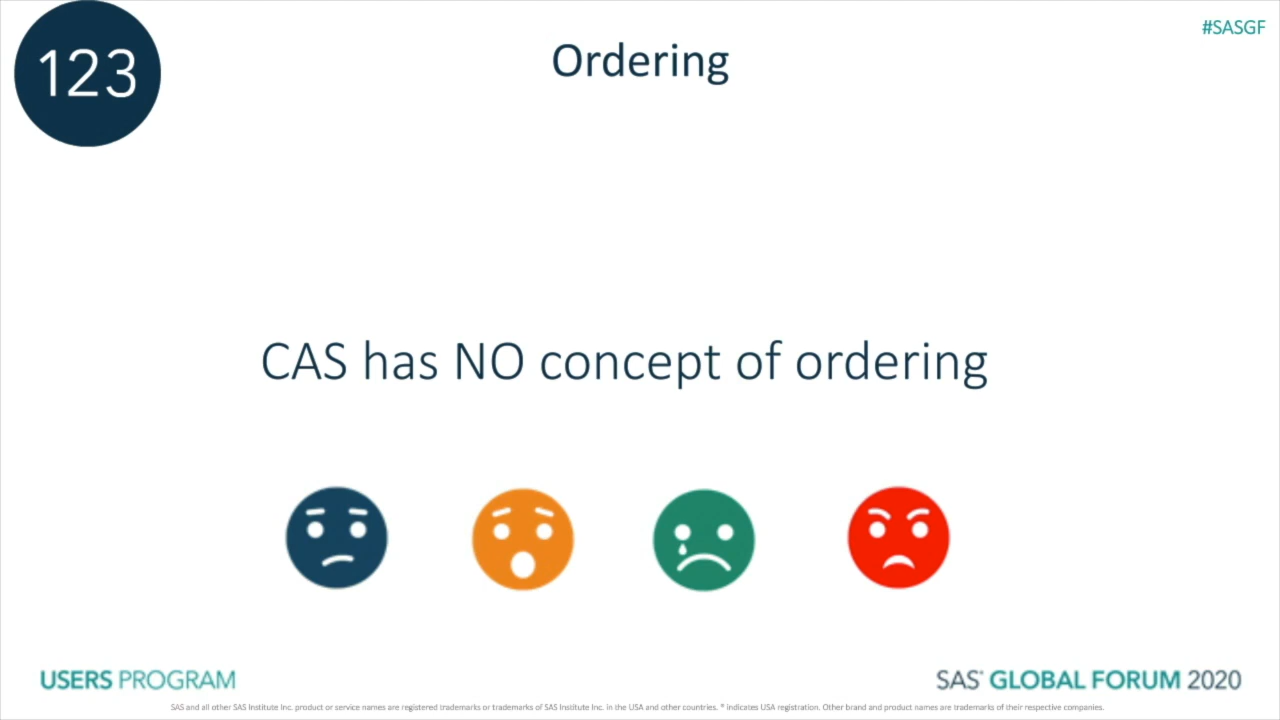 123
Ordering
#SASGF
CAS has NO concept of ordering
USERS PROGRAM
SAS® GLOBAL FORUM 2020
SAS and all other SAS Institute Inc. product or service names are registered trademarks or trademarks of SAS Institute Inc. in the USA and other countries. ® indicates USA registration. Other brand and product names are trademarks of their respective companies.